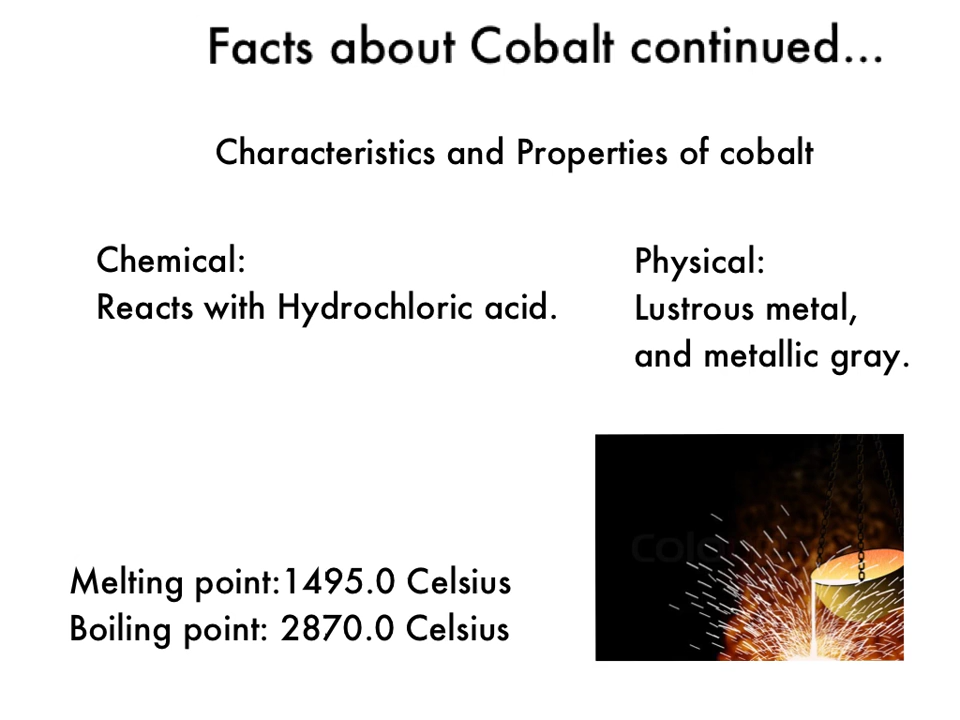 Facts about Cobalt continued...
Characteristics and Properties of cobalt
Chemical:
Reacts with Hydrochloric acid.
Physical:
Lustrous metal,
and metallic gray.
Melting point:1495.0 Celsius
Boiling point: 2870.0 Celsius